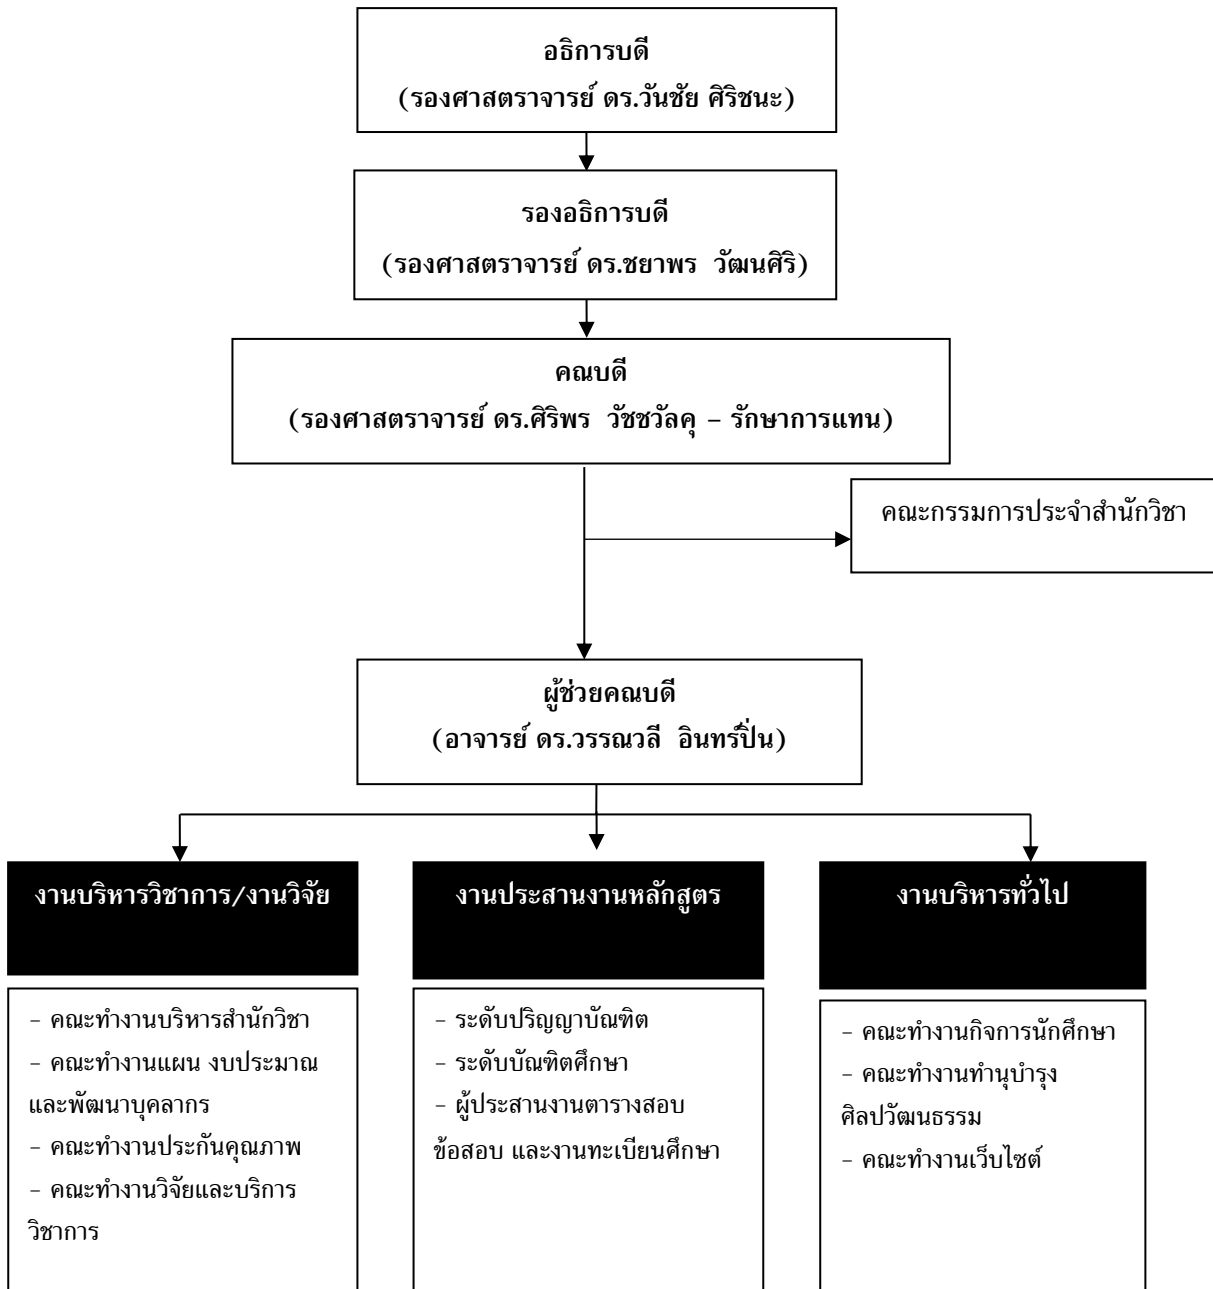 อธิการบดี
(รองศาสตราจารย์ ดร.วันชัย ศิริชนะ)
รองอธิการบดี
(รองศาสตราจารย์ ดร.ชยาพร วัฒนศิริ)
คณบดี
(รองศาสตราจารย์ ดร.ศิริพร วัชชวัลคุ – รักษาการแทน)
คณะกรรมการประจำสำนักวิชา
ผู้ช่วยคณบดี
(อาจารย์ ดร.วรรณวลี อินทร์ปิ่น)
งานบริหารวิชาการ/งานวิจัย
- คณะทำงานบริหารสำนักวิชา
- คณะทำงานแผน งบประมาณ
และพัฒนาบุคลากร
- คณะทำงานประกันคุณภาพ
- คณะทำงานวิจัยและบริการ
วิชาการ
งานประสานงานหลักสูตร
- ระดับปริญญาบัณฑิต
- ระดับบัณฑิตศึกษา
- ผู้ประสานงานตารางสอบ
ข้อสอบ และงานทะเบียนศึกษา
งานบริหารทั่วไป
- คณะทำงานกิจการนักศึกษา
- คณะทำงานทำนุบำรุง
ศิลปวัฒนธรรม
- คณะทำงานเว็บไซต์